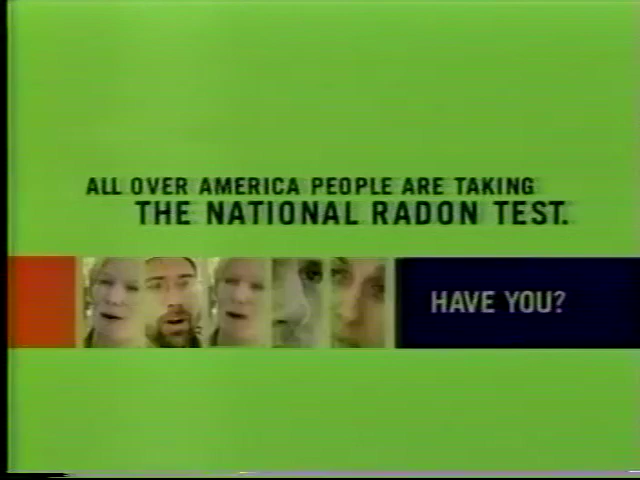 ALL OVER AMERICA PEOPLE ARE TAKING
THE NATIONAL RADON TEST.
HAVE YOU?